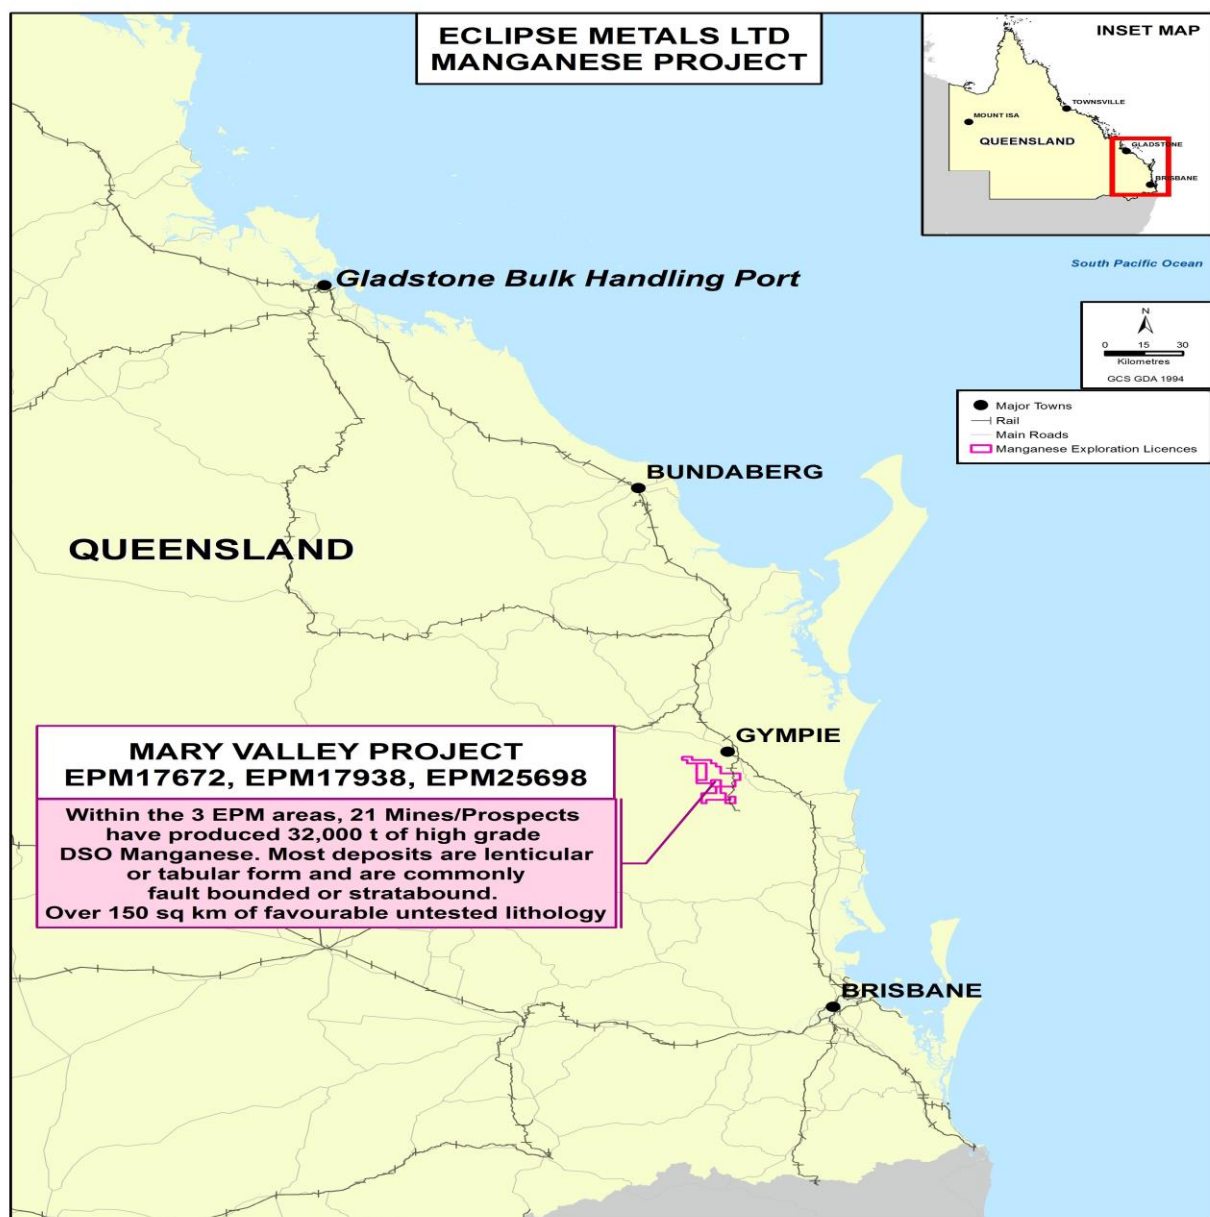 ECLIPSE METALS LTD
MANGANESE PROJECT
INSET MAP
TOWNSVILLE
MOUNT ISA
QUEENSLAND
GLADSTONE
BRISBANE
South Pacific Ocean
Gladstone Bulk Handling Port
N
0 15 30
Kilometres
GCS GDA 1994
Major Towns
Rail
Main Roads
Manganese Exploration Licences
BUNDABERG
QUEENSLAND
GYMPIE
MARY VALLEY PROJECT
EPM17672, EPM17938, EPM25698
Within the 3 EPM areas, 21 Mines/Prospects
have produced 32,000 t of high grade
DSO Manganese. Most deposits are lenticular
or tabular form and are commonly
fault bounded or stratabound.
Over 150 sq km of favourable untested lithology
BRISBANE